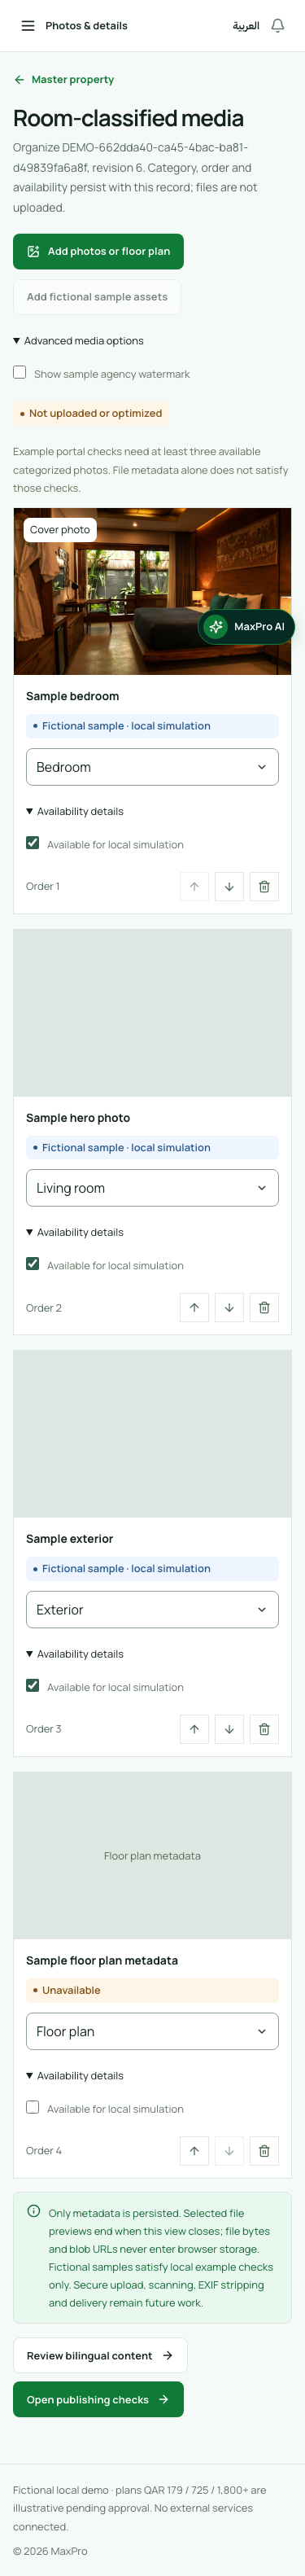 Photos & details
العربية
Master property
Room-classified media
Organize DEMO-662dda40-ca45-4bac-ba81-
d49839fa6a8f, revision 6. Category, order and
availability persist with this record; files are not
uploaded.
Add photos or floor plan
Add fictional sample assets
Advanced media options
Show sample agency watermark
Not uploaded or optimized
Example portal checks need at least three available
categorized photos. File metadata alone does not satisfy
those checks.
Cover photo
MaxPro AI
Sample bedroom
Fictional sample · local simulation
Bedroom
Availability details
Available for local simulation
Order 1
Sample hero photo
Fictional sample · local simulation
Living room
Availability details
Available for local simulation
Order 2
Sample exterior
Fictional sample · local simulation
Exterior
Availability details
Available for local simulation
Order 3
Floor plan metadata
Sample floor plan metadata
Unavailable
Floor plan
Availability details
Available for local simulation
Order 4
Only metadata is persisted. Selected file
previews end when this view closes; file bytes
and blob URLs never enter browser storage.
Fictional samples satisfy local example checks
only. Secure upload, scanning, EXIF stripping
and delivery remain future work.
Review bilingual content
Open publishing checks
Fictional local demo · plans QAR 179 / 725 / 1,800+ are
illustrative pending approval. No external services
connected.
© 2026 MaxPro